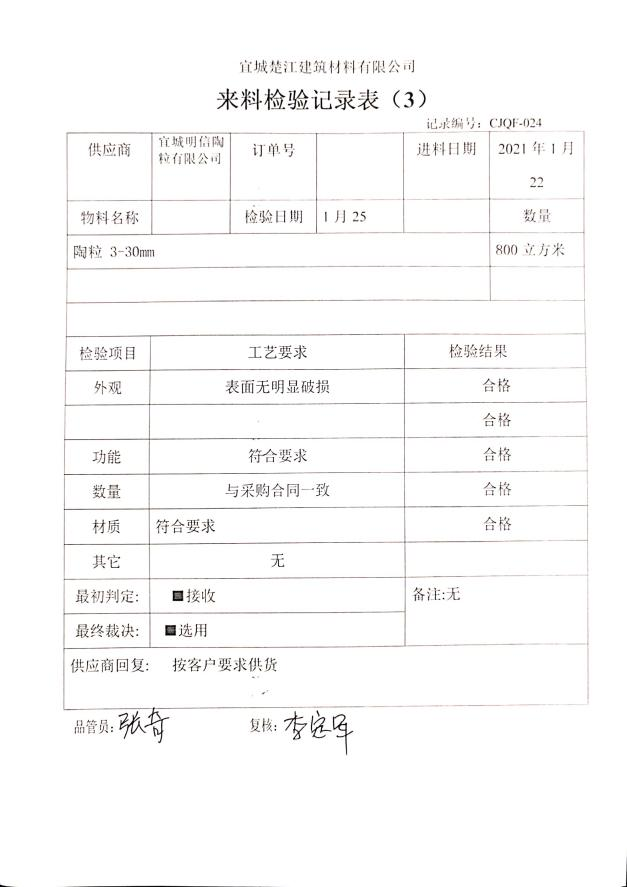 宜城楚江建筑材料有限公司
来料检验记录表（3）
记录编号：CJQF-024
供应商 宜城明信陶粒有限公司 订单号 进料日期 2021 年 1 月 22
物料名称 检验日期 1 月 25 数量
陶粒 3-30mm 800 立方米
检验项目 工艺要求 检验结果
外观 表面无明显破损 合格
合格
功能 符合要求 合格
数量 与采购合同一致 合格
材质 符合要求 合格
其它 无
最初判定: ■接收 备注:无
最终裁决: ■选用
供应商回复: 按客户要求供货
品管员: 张奇 复核: 李定军